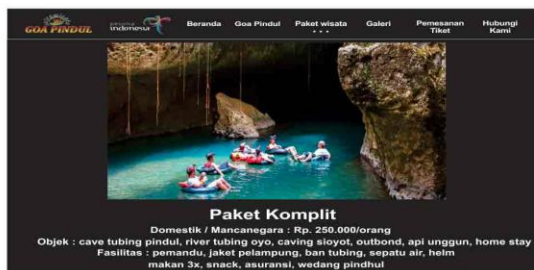 GOA PINDUL
pesona indonesia
Beranda Goa Pindul Paket wisata Galeri Pemesanan Tiket Hubungi Kami
Paket Komplit
Domestik / Mancanegara : Rp. 250.000/orang
Objek : cave tubing pindul, river tubing oyo, caving sioyot, outbond, api unggun, home stay
Fasilitas : pemandu, jaket pelampung, ban tubing, sepatu air, helm
makan 3x, snack, asuransi, wedang pindhul